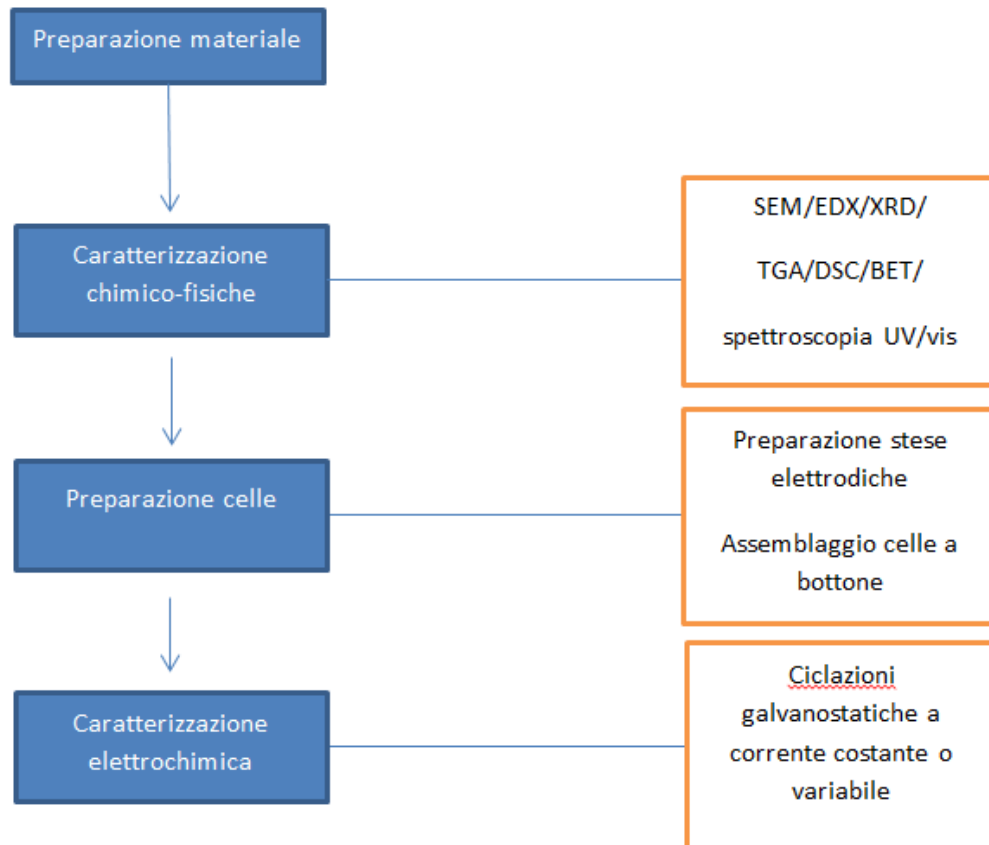 Preparazione materiale
Caratterizzazione
chimico-fisiche
SEM/EDX/XRD/
TGA/DSC/BET/
spettroscopia UV/vis
Preparazione celle
Preparazione stese
elettrodiche
Assemblaggio celle a
bottone
Caratterizzazione
elettrochimica
Ciclazioni
galvanostatiche a
corrente costante o
variabile